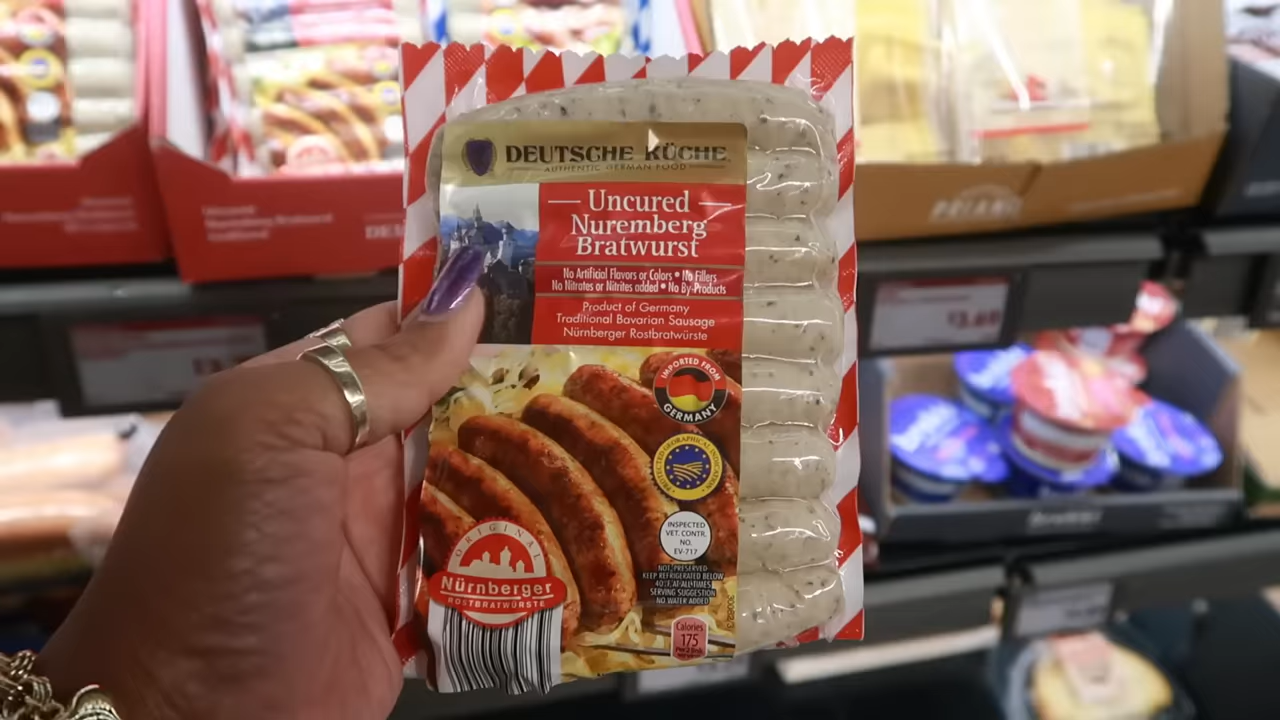 DEUTSCHE KÜCHE
AUTHENTIC GERMAN FOOD
Uncured
Nuremberg
Bratwurst
No Artificial Flavors or Colors • No Fillers
No Nitrates or Nitrites added • No By-Products
Product of Germany
Traditional Bavarian Sausage
Nürnberger Rostbratwürste
IMPORTED FROM
GERMANY
PROTECTED GEOGRAPHICAL INDICATION
INSPECTED
VET. CONTR.
NO.
EV-717
NOT PRESERVED
KEEP REFRIGERATED BELOW
40°F AT ALL TIMES
SERVING SUGGESTION
NO WATER ADDED
ORIGINAL
Nürnberger
ROSTBRATWÜRSTE
Calories
175